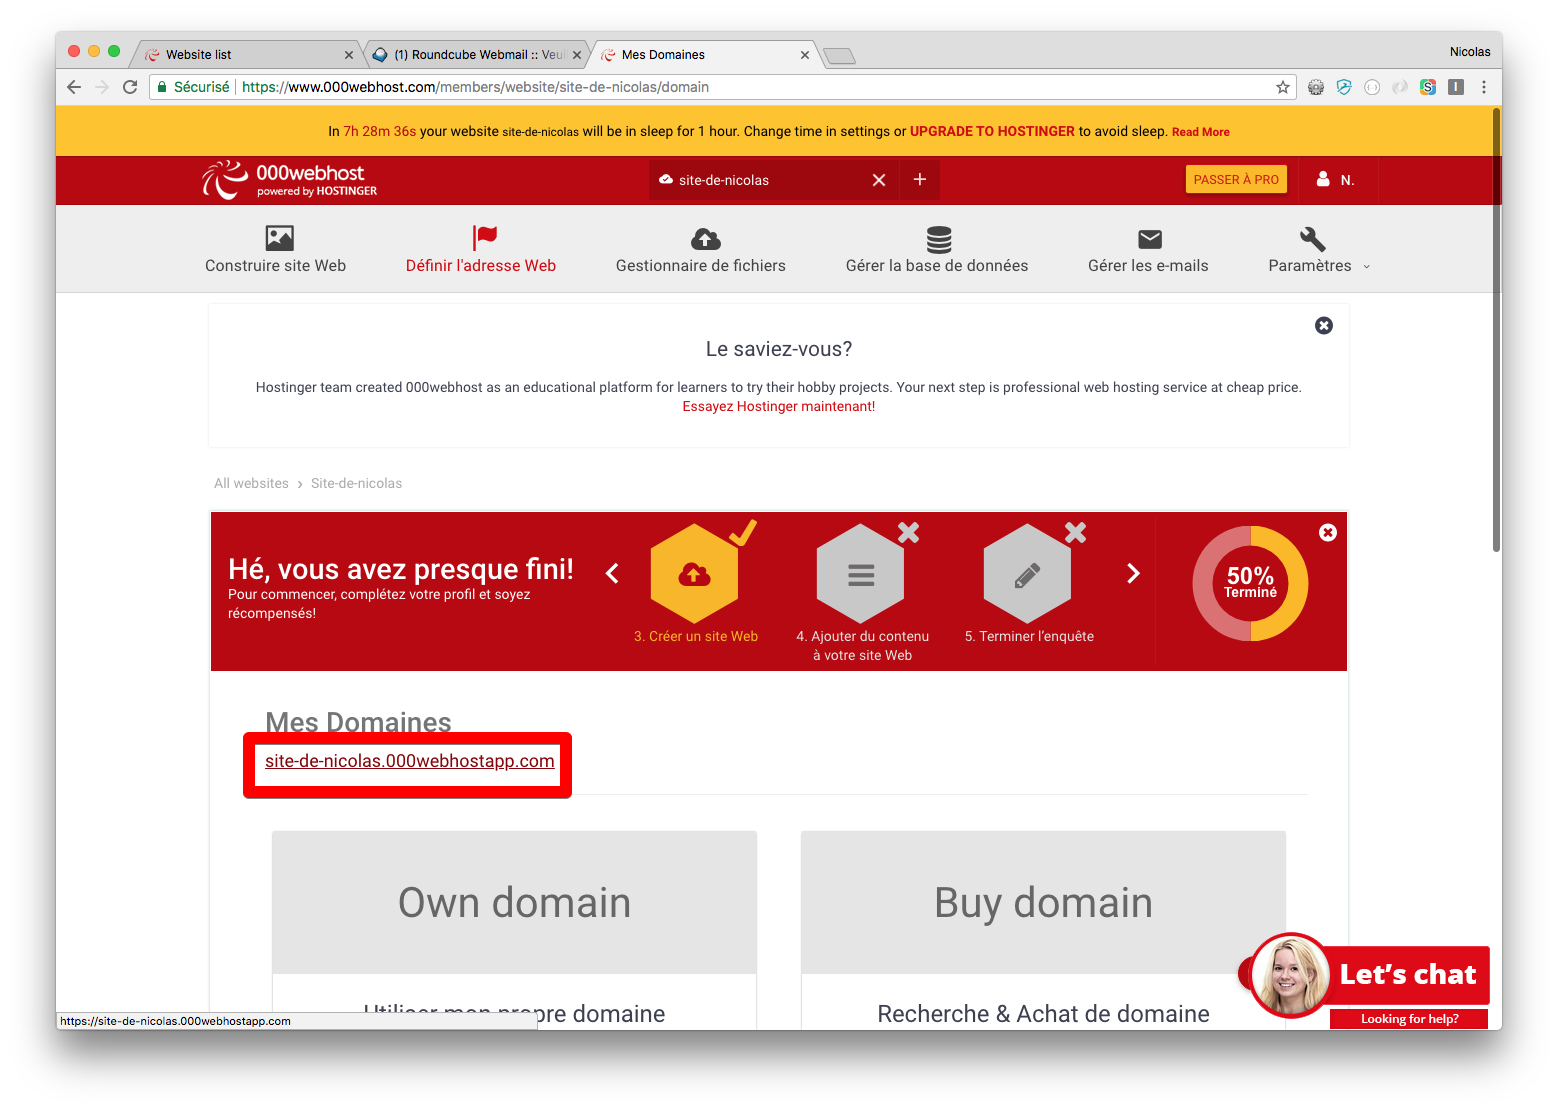 Website list
(1) Roundcube Webmail :: Veui
Mes Domaines
Nicolas
Sécurisé
https://www.000webhost.com/members/website/site-de-nicolas/domain
In 7h 28m 36s your website site-de-nicolas will be in sleep for 1 hour. Change time in settings or UPGRADE TO HOSTINGER to avoid sleep. Read More
000webhost
powered by HOSTINGER
site-de-nicolas
PASSER À PRO
N.
Construire site Web
Définir l'adresse Web
Gestionnaire de fichiers
Gérer la base de données
Gérer les e-mails
Paramètres
Le saviez-vous?
Hostinger team created 000webhost as an educational platform for learners to try their hobby projects. Your next step is professional web hosting service at cheap price.
Essayez Hostinger maintenant!
All websites › Site-de-nicolas
Hé, vous avez presque fini!
Pour commencer, complétez votre profil et soyez
récompensés!
3. Créer un site Web
4. Ajouter du contenu
à votre site Web
5. Terminer l'enquête
50%
Terminé
Mes Domaines
site-de-nicolas.000webhostapp.com
Own domain
Buy domain
Utiliser mon propre domaine
Recherche & Achat de domaine
Let's chat
Looking for help?
https://site-de-nicolas.000webhostapp.com